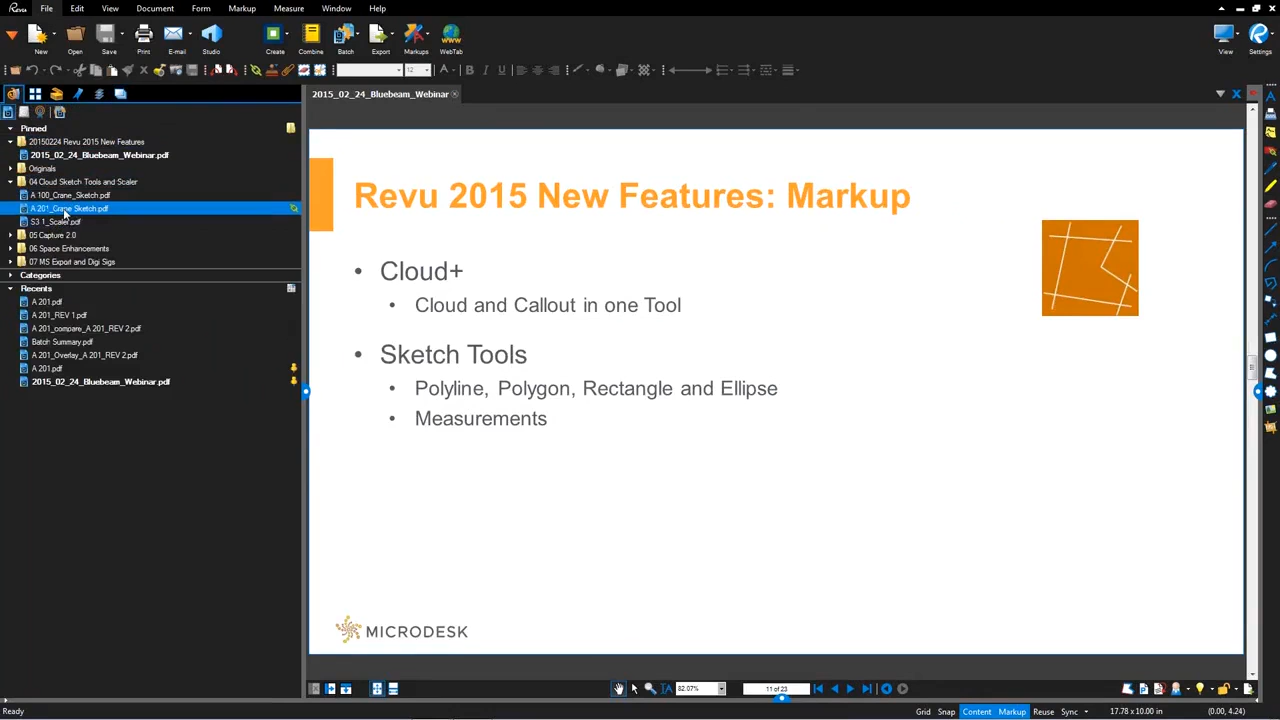 Revu
File Edit View Document Form Markup Measure Window Help
New Open Save Print E-mail Studio Create Combine Batch Export Markups WebTab View Settings
12
2015_02_24_Bluebeam_Webinar
Pinned
20150224 Revu 2015 New Features
2015_02_24_Bluebeam_Webinar.pdf
Originals
04 Cloud Sketch Tools and Scaler
A 100_Crane_Sketch.pdf
A 201_Crane Sketch.pdf
S3 1_Scaler.pdf
05 Capture 2.0
06 Space Enhancements
07 MS Export and Digi Sigs
Categories
Recents
A 201.pdf
A 201_REV 1.pdf
A 201_compare_A 201_REV 2.pdf
Batch Summary.pdf
A 201_Overlay_A 201_REV 2.pdf
A 201.pdf
2015_02_24_Bluebeam_Webinar.pdf
Revu 2015 New Features: Markup
• Cloud+
• Cloud and Callout in one Tool
• Sketch Tools
• Polyline, Polygon, Rectangle and Ellipse
• Measurements
MICRODESK
82.07% 11 of 23
Ready Grid Snap Content Markup Reuse Sync 17.78 x 10.00 in (0.00, 4.24)